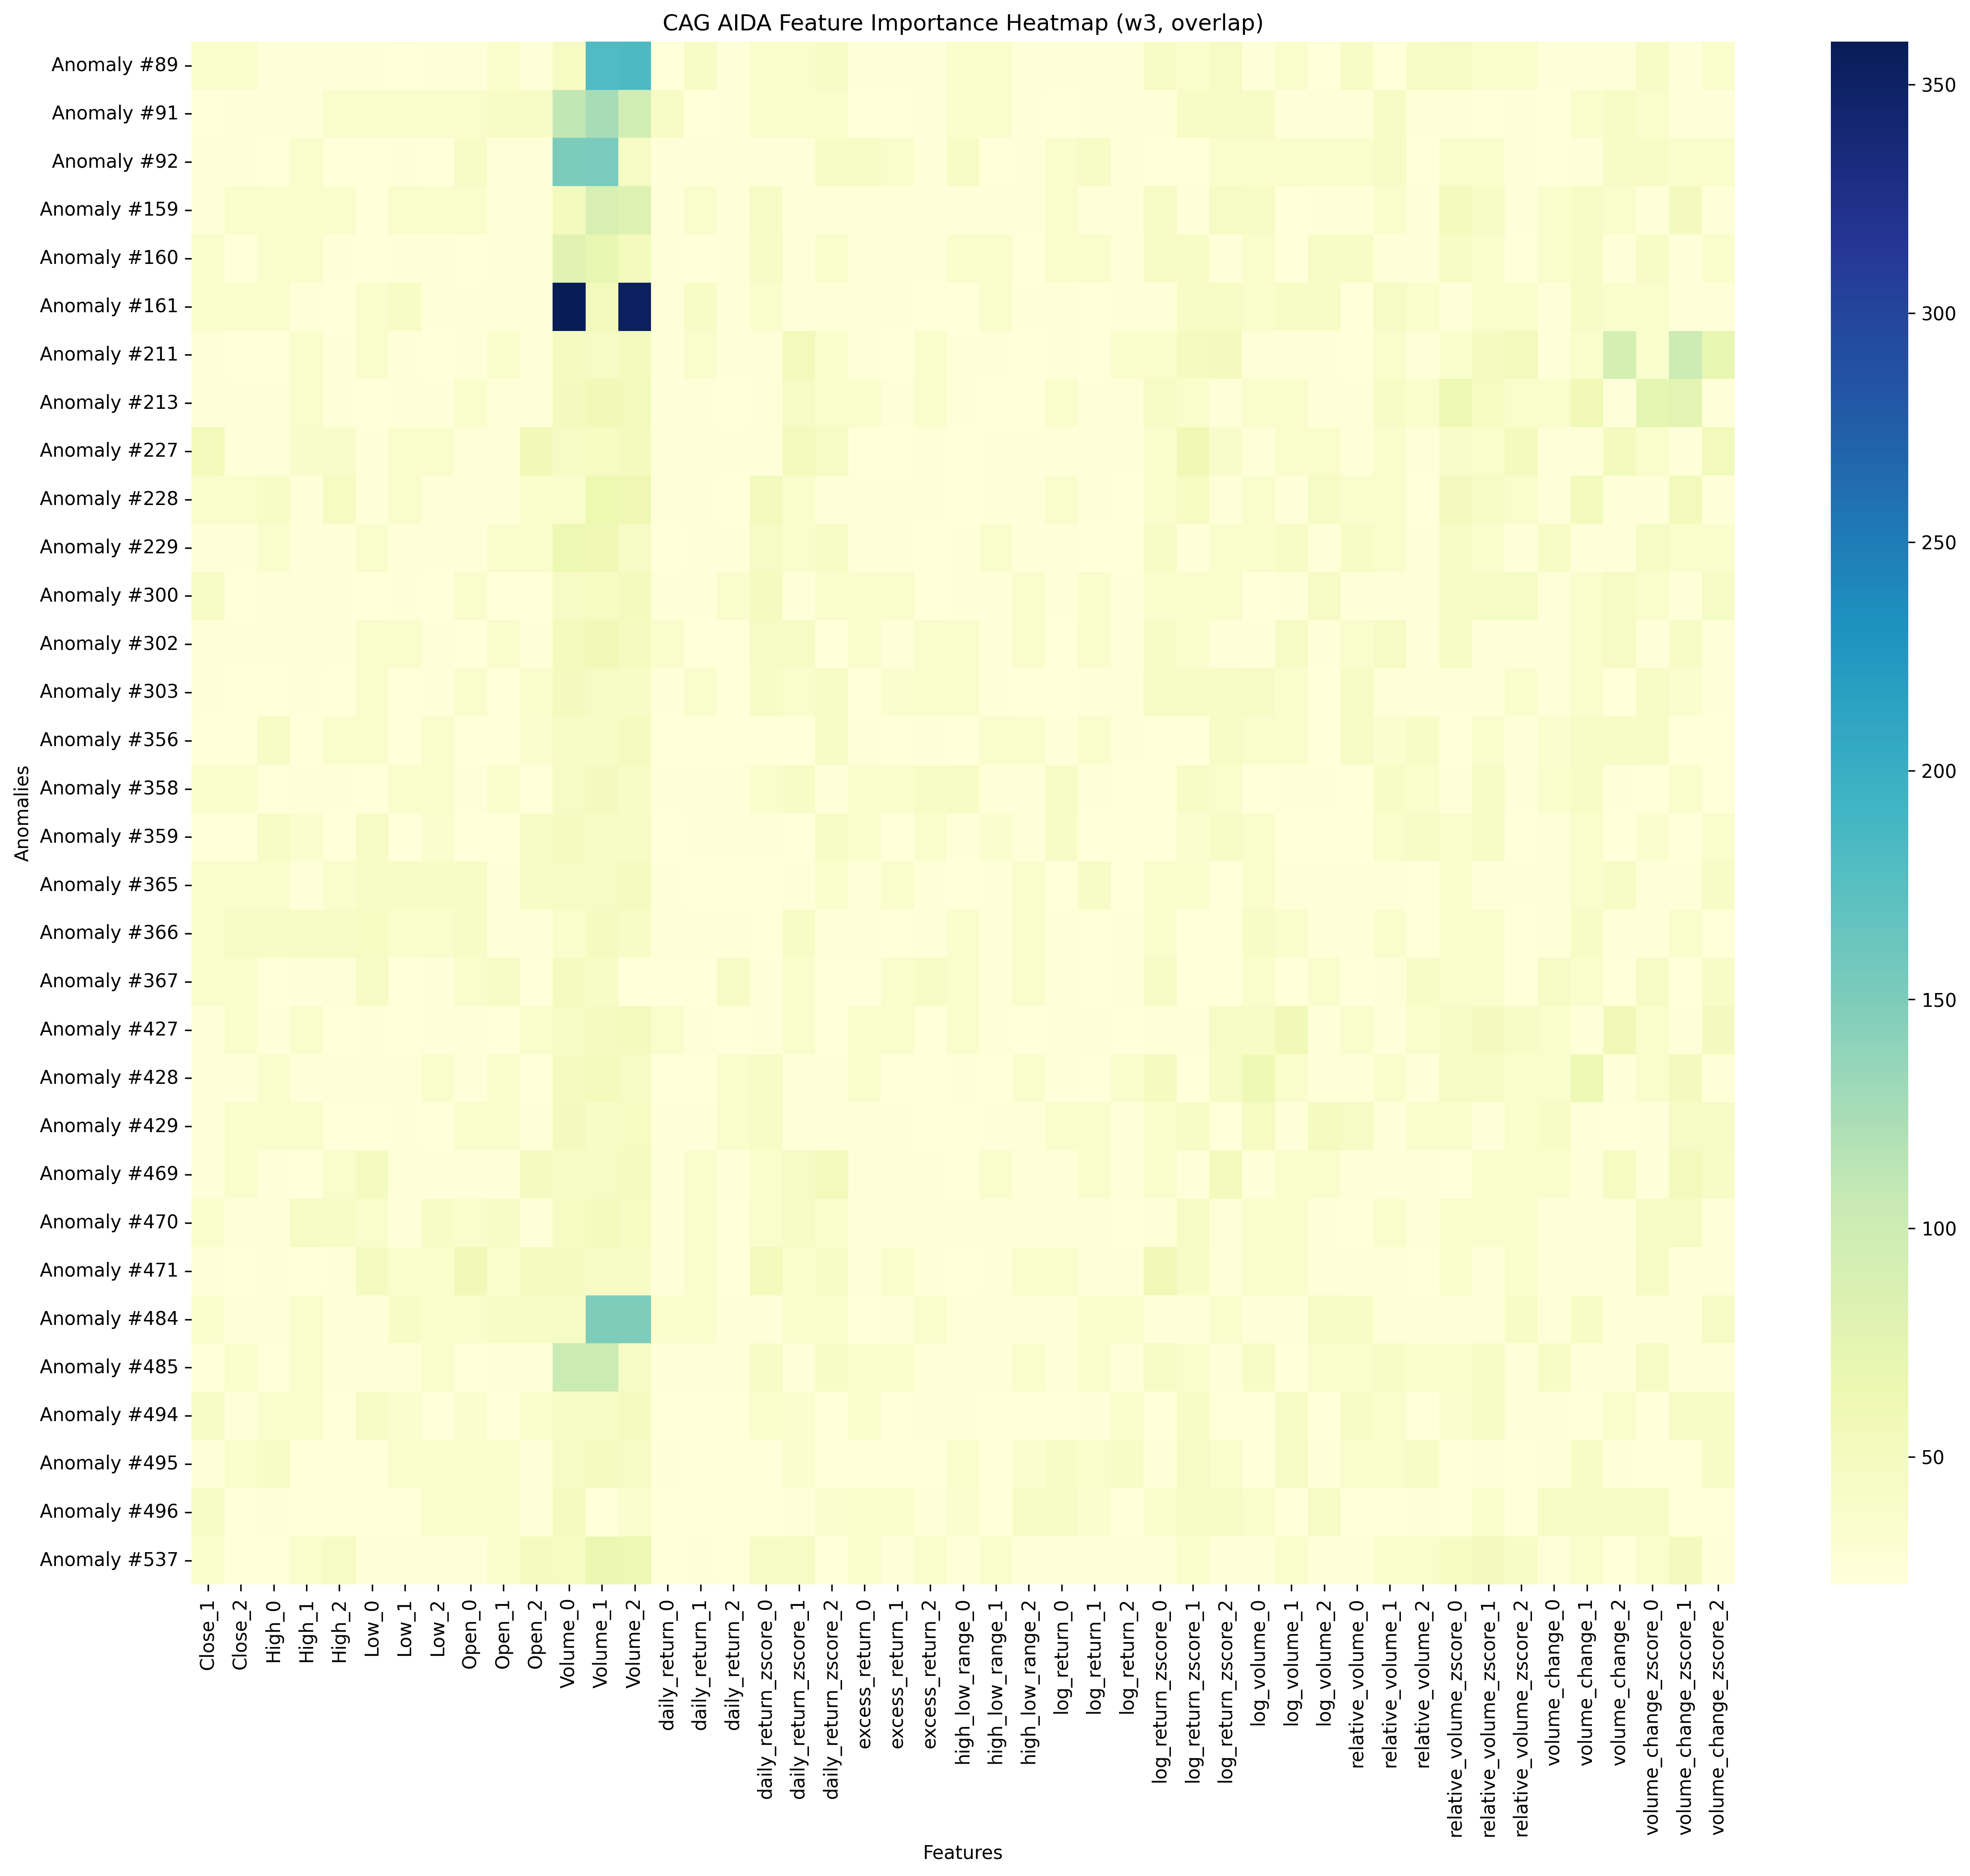 CAG AIDA Feature Importance Heatmap (w3, overlap)
Anomalies
Anomaly #89
Anomaly #91
Anomaly #92
Anomaly #159
Anomaly #160
Anomaly #161
Anomaly #211
Anomaly #213
Anomaly #227
Anomaly #228
Anomaly #229
Anomaly #300
Anomaly #302
Anomaly #303
Anomaly #356
Anomaly #358
Anomaly #359
Anomaly #365
Anomaly #366
Anomaly #367
Anomaly #427
Anomaly #428
Anomaly #429
Anomaly #469
Anomaly #470
Anomaly #471
Anomaly #484
Anomaly #485
Anomaly #494
Anomaly #495
Anomaly #496
Anomaly #537
Close_1
Close_2
High_0
High_1
High_2
Low_0
Low_1
Low_2
Open_0
Open_1
Open_2
Volume_0
Volume_1
Volume_2
daily_return_0
daily_return_1
daily_return_2
daily_return_zscore_0
daily_return_zscore_1
daily_return_zscore_2
excess_return_0
excess_return_1
excess_return_2
high_low_range_0
high_low_range_1
high_low_range_2
log_return_0
log_return_1
log_return_2
log_return_zscore_0
log_return_zscore_1
log_return_zscore_2
log_volume_0
log_volume_1
log_volume_2
relative_volume_0
relative_volume_1
relative_volume_2
relative_volume_zscore_0
relative_volume_zscore_1
relative_volume_zscore_2
volume_change_0
volume_change_1
volume_change_2
volume_change_zscore_0
volume_change_zscore_1
volume_change_zscore_2
Features
350
300
250
200
150
100
50